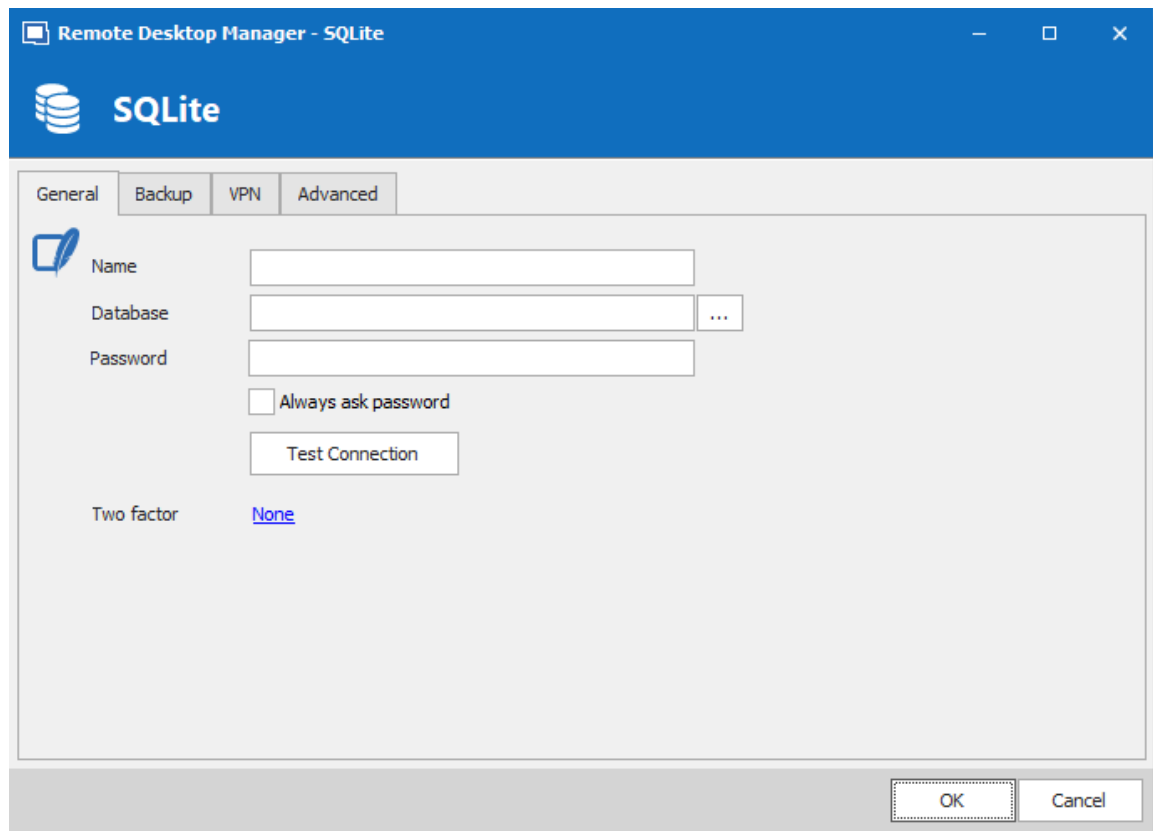 Remote Desktop Manager - SQLite
SQLite
General Backup VPN Advanced
Name
Database ...
Password
Always ask password
Test Connection
Two factor None
OK Cancel